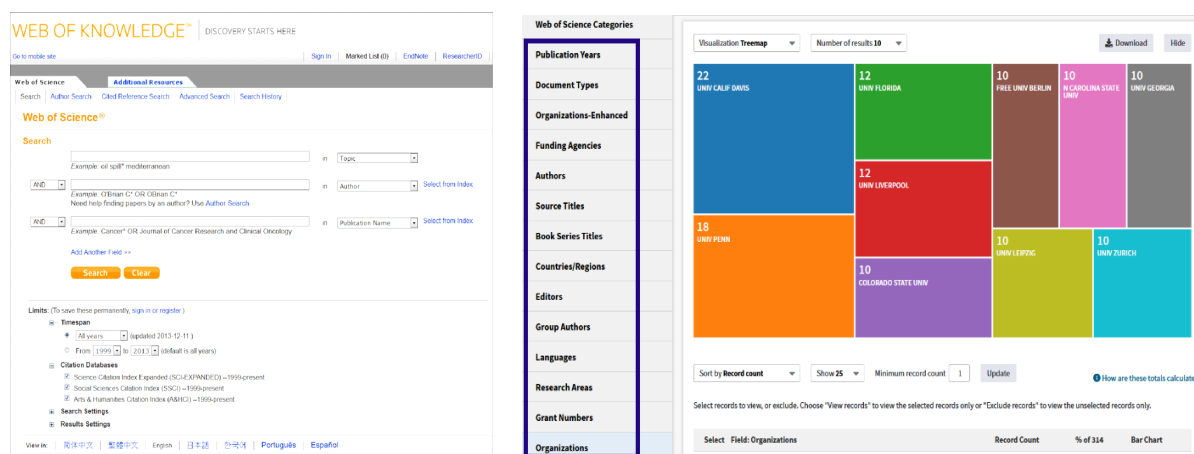 WEB OF KNOWLEDGE℠ DISCOVERY STARTS HERE
Go to mobile site Sign In Marked List (0) EndNote ResearcherID
Web of Science Additional Resources
Search Author Search Cited Reference Search Advanced Search Search History
Web of Science®
Search
in Topic
Example: oil spill* mediterranean
AND in Author Select from Index
Example: O'Brian C* OR OBrian C*
Need help finding papers by an author? Use Author Search.
AND in Publication Name Select from Index
Example: Cancer* OR Journal of Cancer Research and Clinical Oncology
Add Another Field >>
Search Clear
Limits: (To save these permanently, sign in or register.)
Timespan
All years (updated 2013-12-11)
From 1999 to 2013 (default is all years)
Citation Databases
Science Citation Index Expanded (SCI-EXPANDED) --1999-present
Social Sciences Citation Index (SSCI) --1999-present
Arts & Humanities Citation Index (A&HCI) --1999-present
Search Settings
Results Settings
View in: 简体中文 繁體中文 English 日本語 한국어 Português Español
Web of Science Categories
Publication Years
Document Types
Organizations-Enhanced
Funding Agencies
Authors
Source Titles
Book Series Titles
Countries/Regions
Editors
Group Authors
Languages
Research Areas
Grant Numbers
Organizations
Visualization Treemap Number of results 10 Download Hide
22
UNIV CALIF DAVIS
18
UNIV PENN
12
UNIV FLORIDA
12
UNIV LIVERPOOL
10
COLORADO STATE UNIV
10
FREE UNIV BERLIN
10
N CAROLINA STATE
UNIV
10
UNIV GEORGIA
10
UNIV LEIPZIG
10
UNIV ZURICH
Sort by Record count Show 25 Minimum record count 1 Update
How are these totals calculate
Select records to view, or exclude. Choose "View records" to view the selected records only or "Exclude records" to view the unselected records only.
Select Field: Organizations Record Count % of 314 Bar Chart